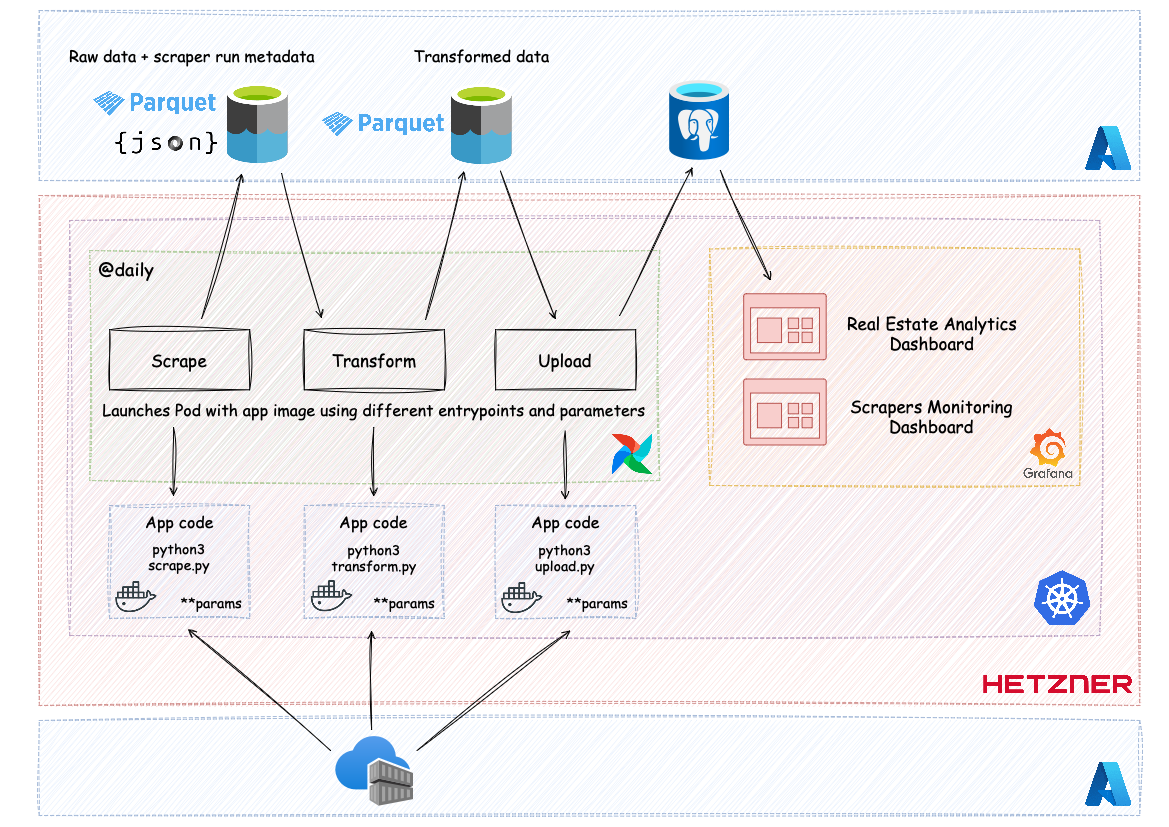 Raw data + scraper run metadata
Transformed data
Parquet
{json}
Parquet
@daily
Scrape
Transform
Upload
Launches Pod with app image using different entrypoints and parameters
Real Estate Analytics
Dashboard
Scrapers Monitoring
Dashboard
Grafana
App code
python3
scrape.py
**params
App code
python3
transform.py
**params
App code
python3
upload.py
**params
HETZNER